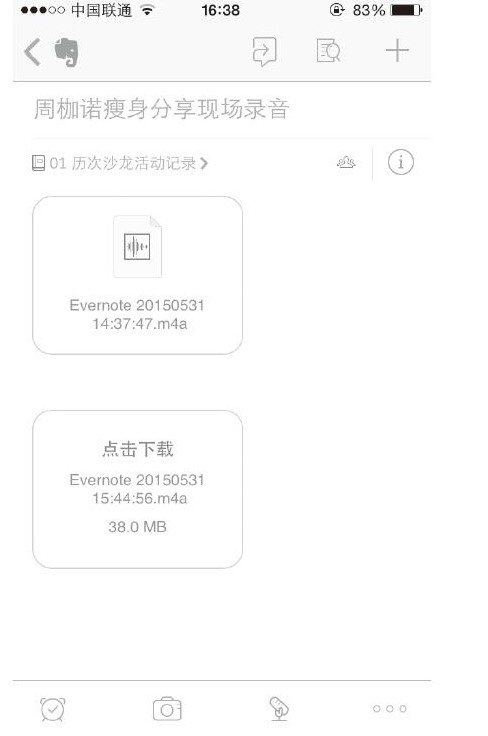 中国联通 16:38 83%
周枷诺瘦身分享现场录音
01 历次沙龙活动记录
Evernote 20150531
14:37:47.m4a
点击下载
Evernote 20150531
15:44:56.m4a
38.0 MB